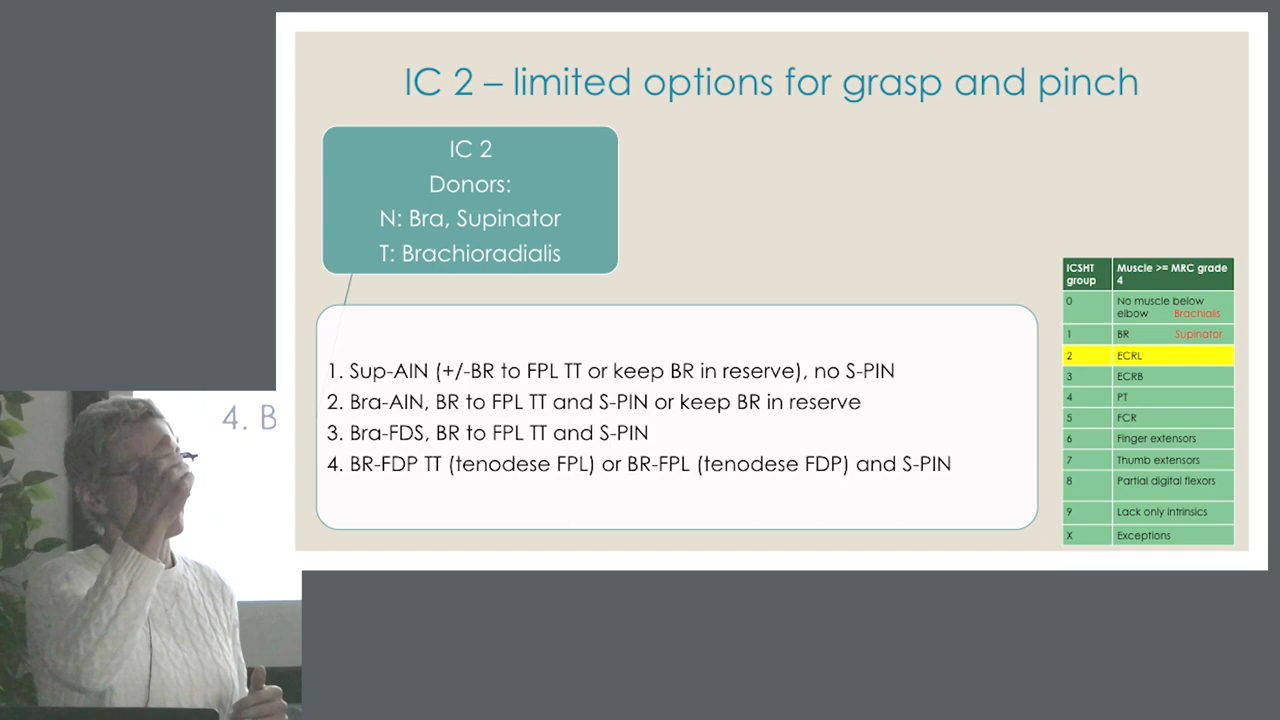 IC 2 – limited options for grasp and pinch
IC 2
Donors:
N: Bra, Supinator
T: Brachioradialis
1. Sup-AIN (+/-BR to FPL TT or keep BR in reserve), no S-PIN
2. Bra-AIN, BR to FPL TT and S-PIN or keep BR in reserve
3. Bra-FDS, BR to FPL TT and S-PIN
4. BR-FDP TT (tenodese FPL) or BR-FPL (tenodese FDP) and S-PIN
ICSHT group Muscle >= MRC grade 4
0 No muscle below elbow Brachialis
1 BR Supinator
2 ECRL
3 ECRB
4 PT
5 FCR
6 Finger extensors
7 Thumb extensors
8 Partial digital flexors
9 Lack only intrinsics
X Exceptions
4. B